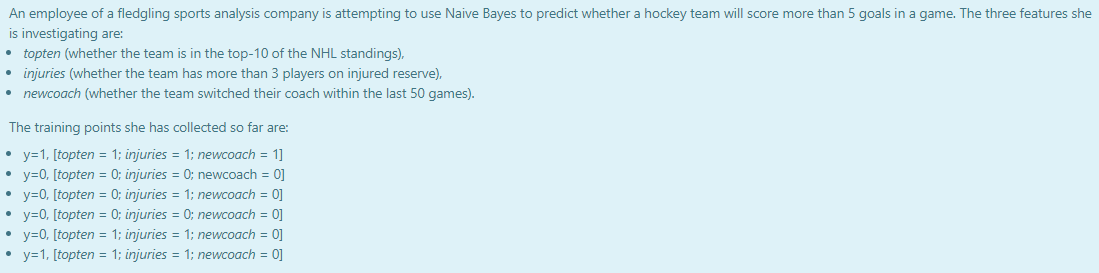 An employee of a fledgling sports analysis company is attempting to use Naive Bayes to predict whether a hockey team will score more than 5 goals in a game. The three features she
is investigating are:
• topten (whether the team is in the top-10 of the NHL standings),
• injuries (whether the team has more than 3 players on injured reserve),
• newcoach (whether the team switched their coach within the last 50 games).
The training points she has collected so far are:
• y=1, [topten = 1; injuries = 1; newcoach = 1]
• y=0, [topten = 0; injuries = 0; newcoach = 0]
• y=0, [topten = 0; injuries = 1; newcoach = 0]
• y=0, [topten = 0; injuries = 0; newcoach = 0]
• y=0, [topten = 1; injuries = 1; newcoach = 0]
• y=1, [topten = 1; injuries = 1; newcoach = 0]